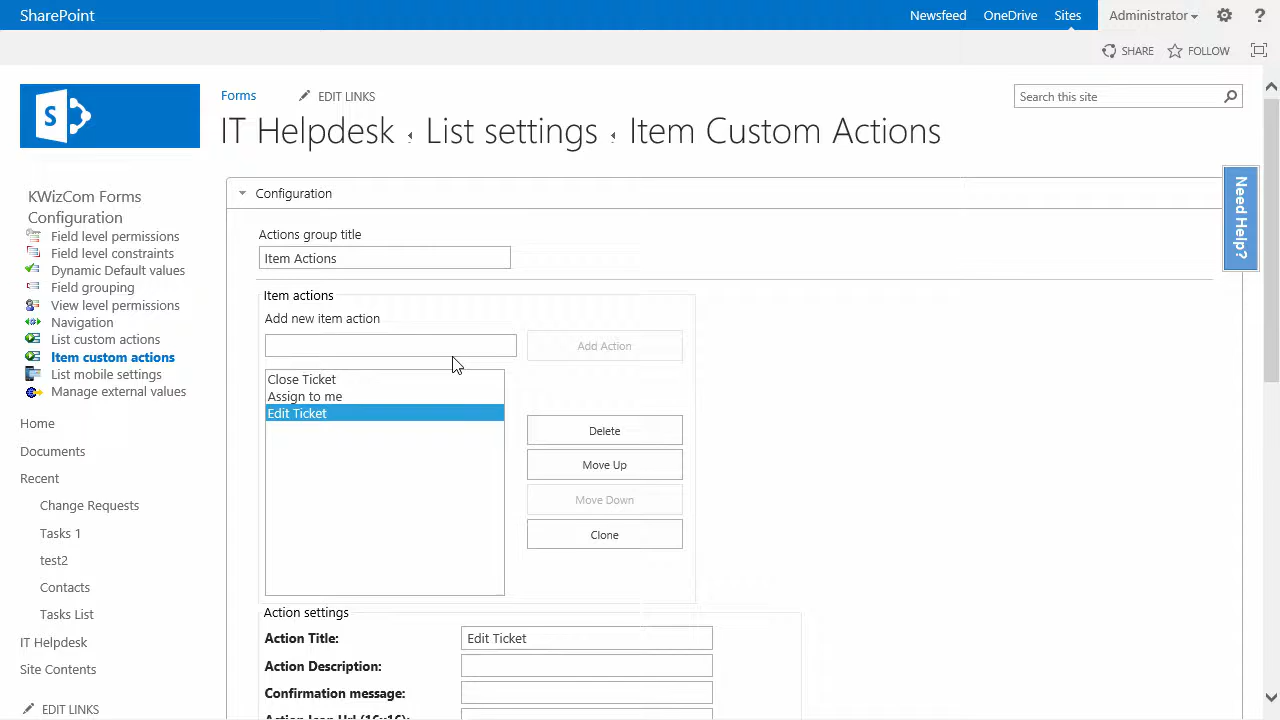 SharePoint
Newsfeed OneDrive Sites Administrator ?
SHARE FOLLOW
S
Forms EDIT LINKS
Search this site
IT Helpdesk List settings Item Custom Actions
KWizCom Forms
Configuration
Field level permissions
Field level constraints
Dynamic Default values
Field grouping
View level permissions
Navigation
List custom actions
Item custom actions
List mobile settings
Manage external values
Home
Documents
Recent
Change Requests
Tasks 1
test2
Contacts
Tasks List
IT Helpdesk
Site Contents
EDIT LINKS
Configuration
Actions group title
Item Actions
Item actions
Add new item action
Add Action
Close Ticket
Assign to me
Edit Ticket
Delete
Move Up
Move Down
Clone
Action settings
Action Title: Edit Ticket
Action Description:
Confirmation message:
Action Icon Url (16x16):
Need Help?